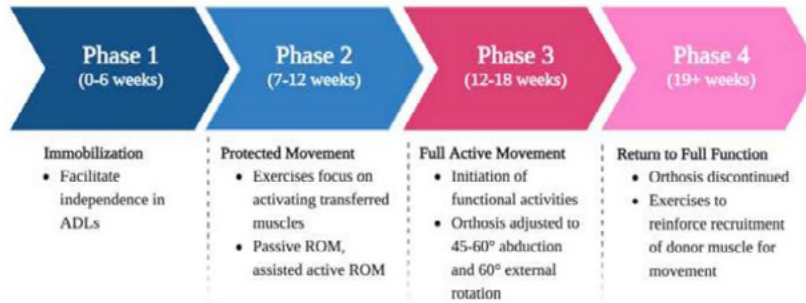 Phase 1
(0-6 weeks)
Phase 2
(7-12 weeks)
Phase 3
(12-18 weeks)
Phase 4
(19+ weeks)
Immobilization
• Facilitate
independence in
ADLs
Protected Movement
• Exercises focus on
activating transferred
muscles
• Passive ROM,
assisted active ROM
Full Active Movement
• Initiation of
functional activities
• Orthosis adjusted to
45-60° abduction
and 60° external
rotation
Return to Full Function
• Orthosis discontinued
• Exercises to
reinforce recruitment
of donor muscle for
movement